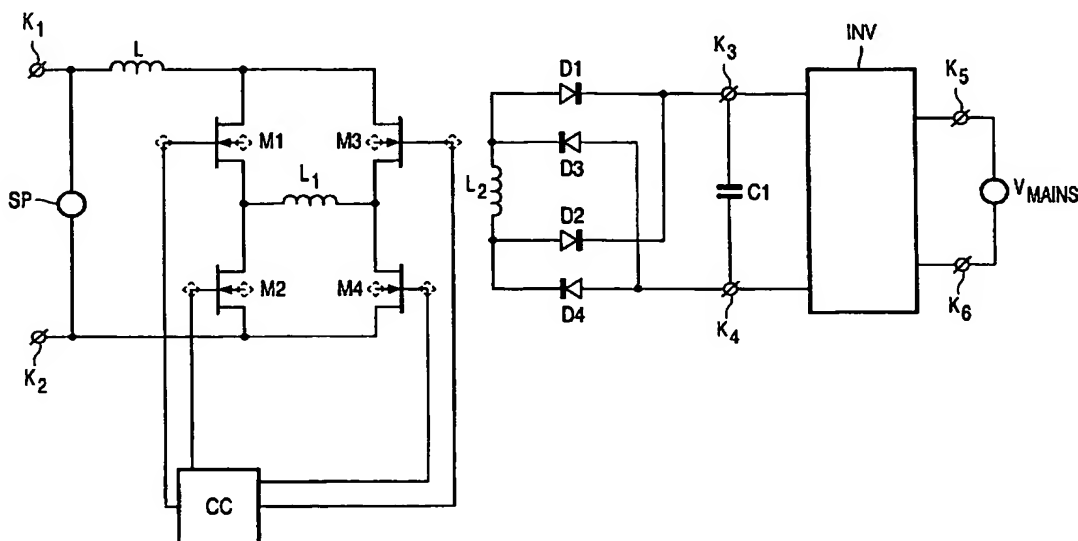 K1
L
SP
M1
M3
L1
M2
M4
K2
CC
D1
D3
L2
D2
D4
K3
C1
K4
INV
K5
VMAINS
K6